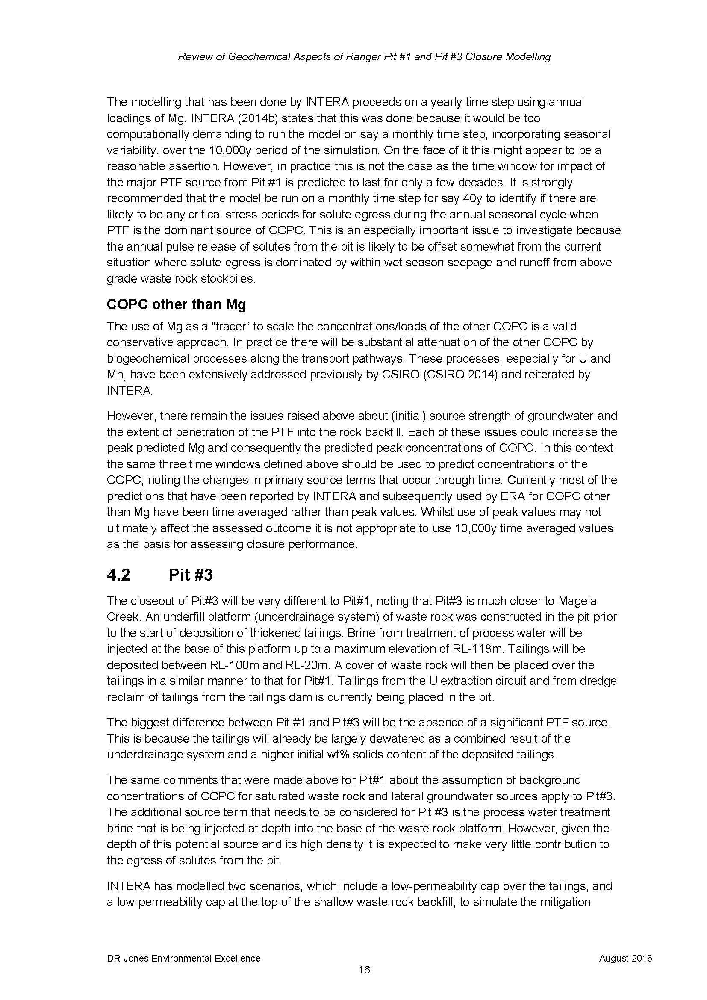 Review of Geochemical Aspects of Ranger Pit #1 and Pit #3 Closure Modelling
The modelling that has been done by INTERA proceeds on a yearly time step using annual
loadings of Mg. INTERA (2014b) states that this was done because it would be too
computationally demanding to run the model on say a monthly time step, incorporating seasonal
variability, over the 10,000y period of the simulation. On the face of it this might appear to be a
reasonable assertion. However, in practice this is not the case as the time window for impact of
the major PTF source from Pit #1 is predicted to last for only a few decades. It is strongly
recommended that the model be run on a monthly time step for say 40y to identify if there are
likely to be any critical stress periods for solute egress during the annual seasonal cycle when
PTF is the dominant source of COPC. This is an especially important issue to investigate because
the annual pulse release of solutes from the pit is likely to be offset somewhat from the current
situation where solute egress is dominated by within wet season seepage and runoff from above
grade waste rock stockpiles.
COPC other than Mg
The use of Mg as a “tracer” to scale the concentrations/loads of the other COPC is a valid
conservative approach. In practice there will be substantial attenuation of the other COPC by
biogeochemical processes along the transport pathways. These processes, especially for U and
Mn, have been extensively addressed previously by CSIRO (CSIRO 2014) and reiterated by
INTERA.
However, there remain the issues raised above about (initial) source strength of groundwater and
the extent of penetration of the PTF into the rock backfill. Each of these issues could increase the
peak predicted Mg and consequently the predicted peak concentrations of COPC. In this context
the same three time windows defined above should be used to predict concentrations of the
COPC, noting the changes in primary source terms that occur through time. Currently most of the
predictions that have been reported by INTERA and subsequently used by ERA for COPC other
than Mg have been time averaged rather than peak values. Whilst use of peak values may not
ultimately affect the assessed outcome it is not appropriate to use 10,000y time averaged values
as the basis for assessing closure performance.
4.2 Pit #3
The closeout of Pit#3 will be very different to Pit#1, noting that Pit#3 is much closer to Magela
Creek. An underfill platform (underdrainage system) of waste rock was constructed in the pit prior
to the start of deposition of thickened tailings. Brine from treatment of process water will be
injected at the base of this platform up to a maximum elevation of RL-118m. Tailings will be
deposited between RL-100m and RL-20m. A cover of waste rock will then be placed over the
tailings in a similar manner to that for Pit#1. Tailings from the U extraction circuit and from dredge
reclaim of tailings from the tailings dam is currently being placed in the pit.
The biggest difference between Pit #1 and Pit#3 will be the absence of a significant PTF source.
This is because the tailings will already be largely dewatered as a combined result of the
underdrainage system and a higher initial wt% solids content of the deposited tailings.
The same comments that were made above for Pit#1 about the assumption of background
concentrations of COPC for saturated waste rock and lateral groundwater sources apply to Pit#3.
The additional source term that needs to be considered for Pit #3 is the process water treatment
brine that is being injected at depth into the base of the waste rock platform. However, given the
depth of this potential source and its high density it is expected to make very little contribution to
the egress of solutes from the pit.
INTERA has modelled two scenarios, which include a low-permeability cap over the tailings, and
a low-permeability cap at the top of the shallow waste rock backfill, to simulate the mitigation
DR Jones Environmental Excellence August 2016
16